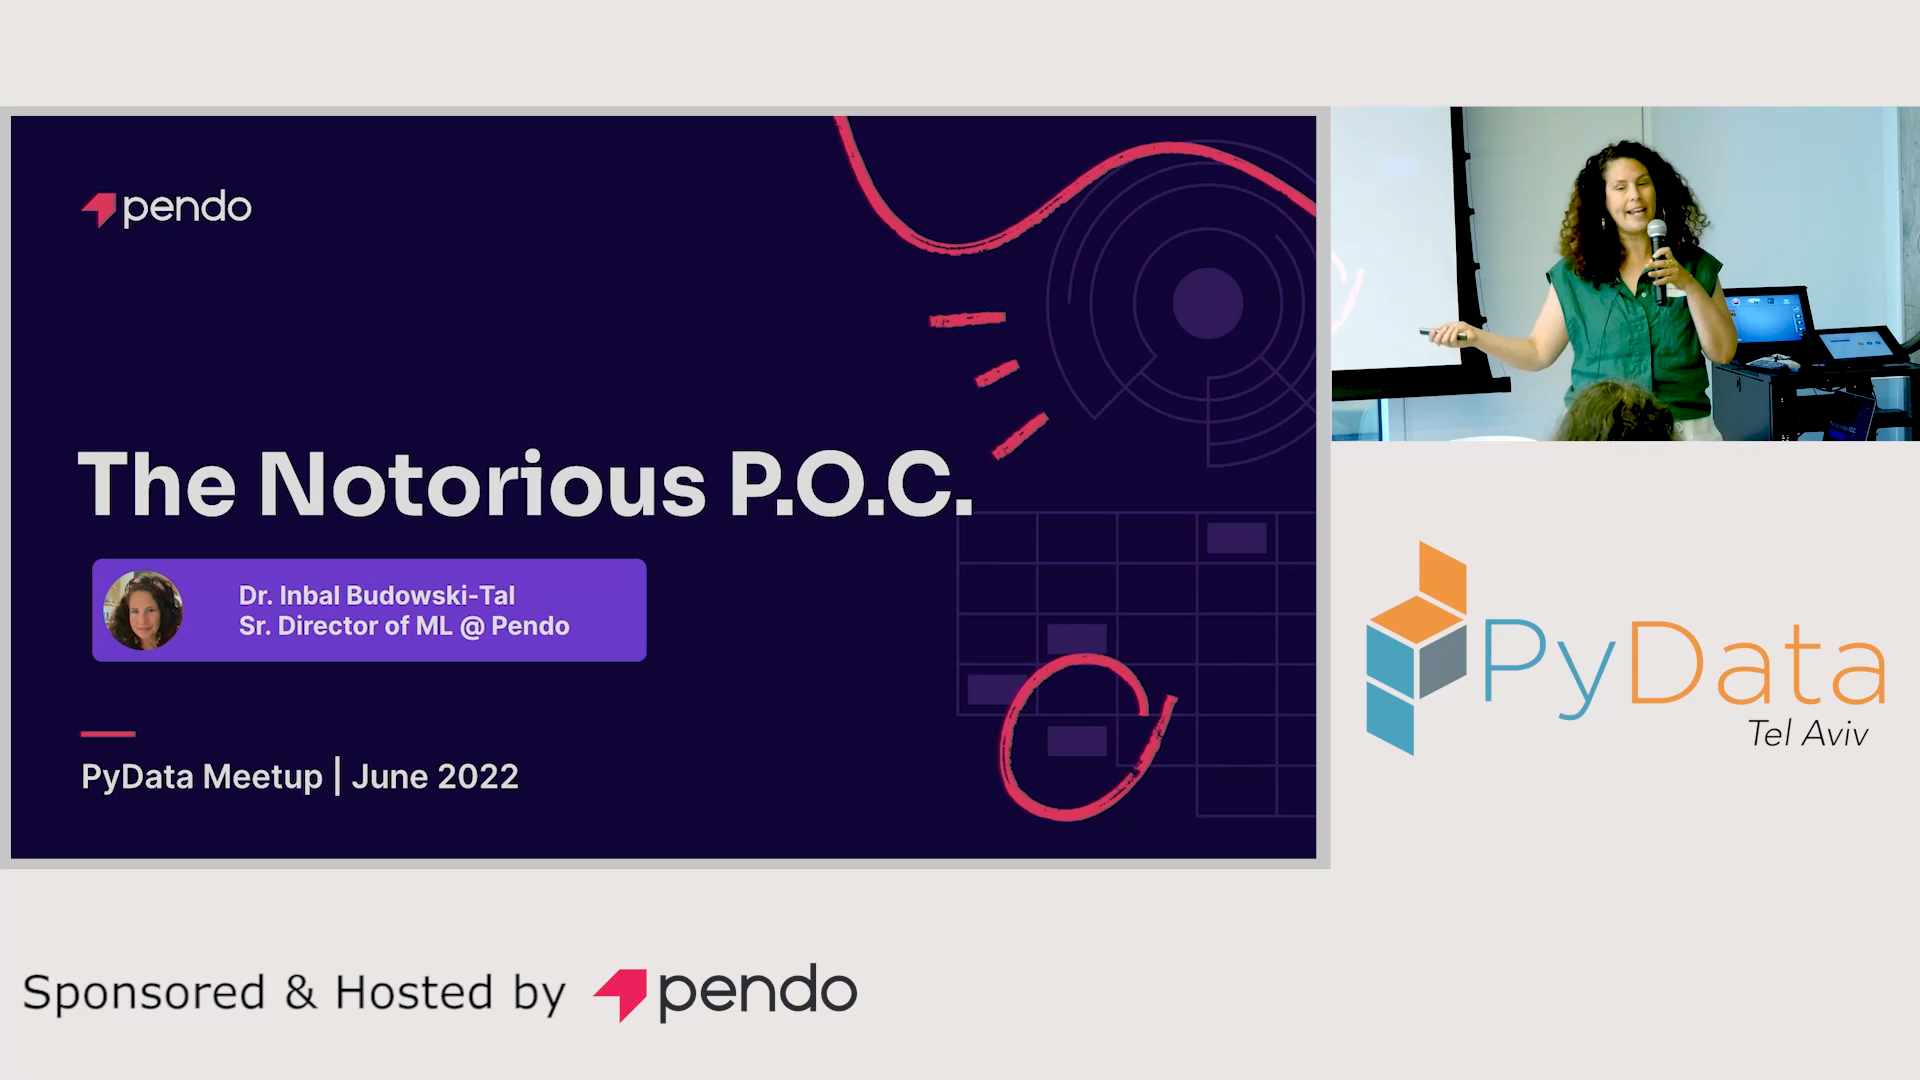 pendo
The Notorious P.O.C.
Dr. Inbal Budowski-Tal
Sr. Director of ML @ Pendo
PyData Meetup | June 2022
PyData
Tel Aviv
Sponsored & Hosted by pendo